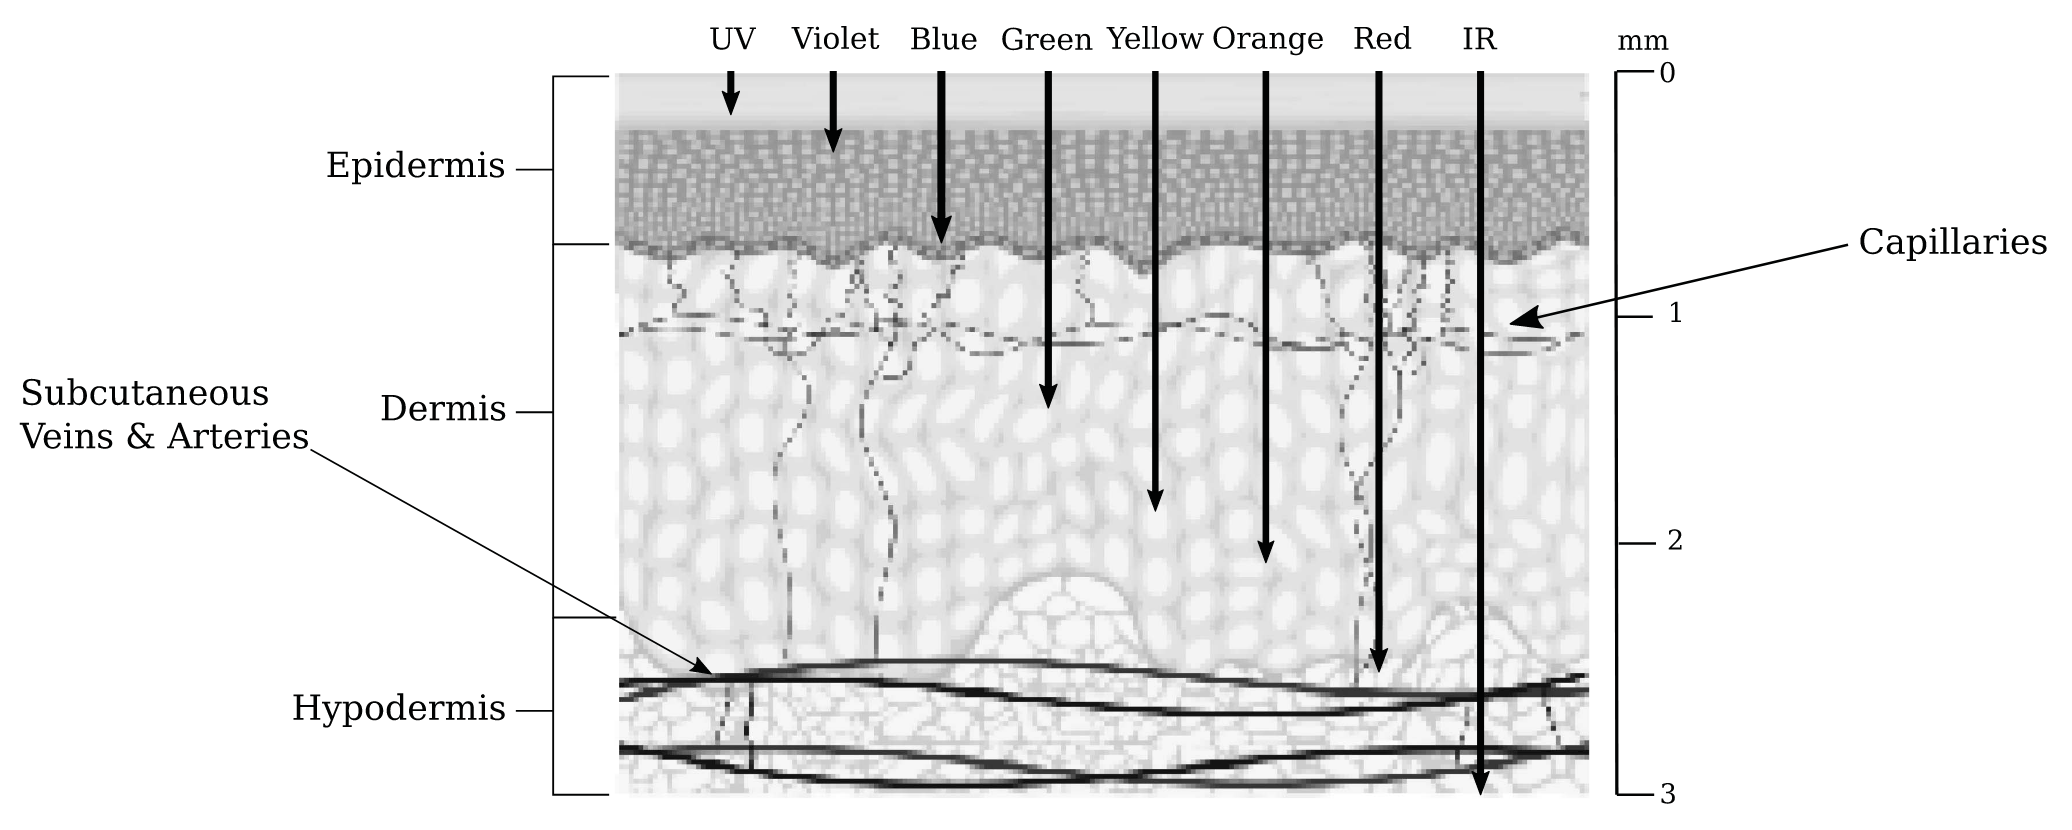 UV Violet Blue Green Yellow Orange Red IR mm
0
Epidermis
Capillaries
1
Subcutaneous
Veins & Arteries
Dermis
2
Hypodermis
3